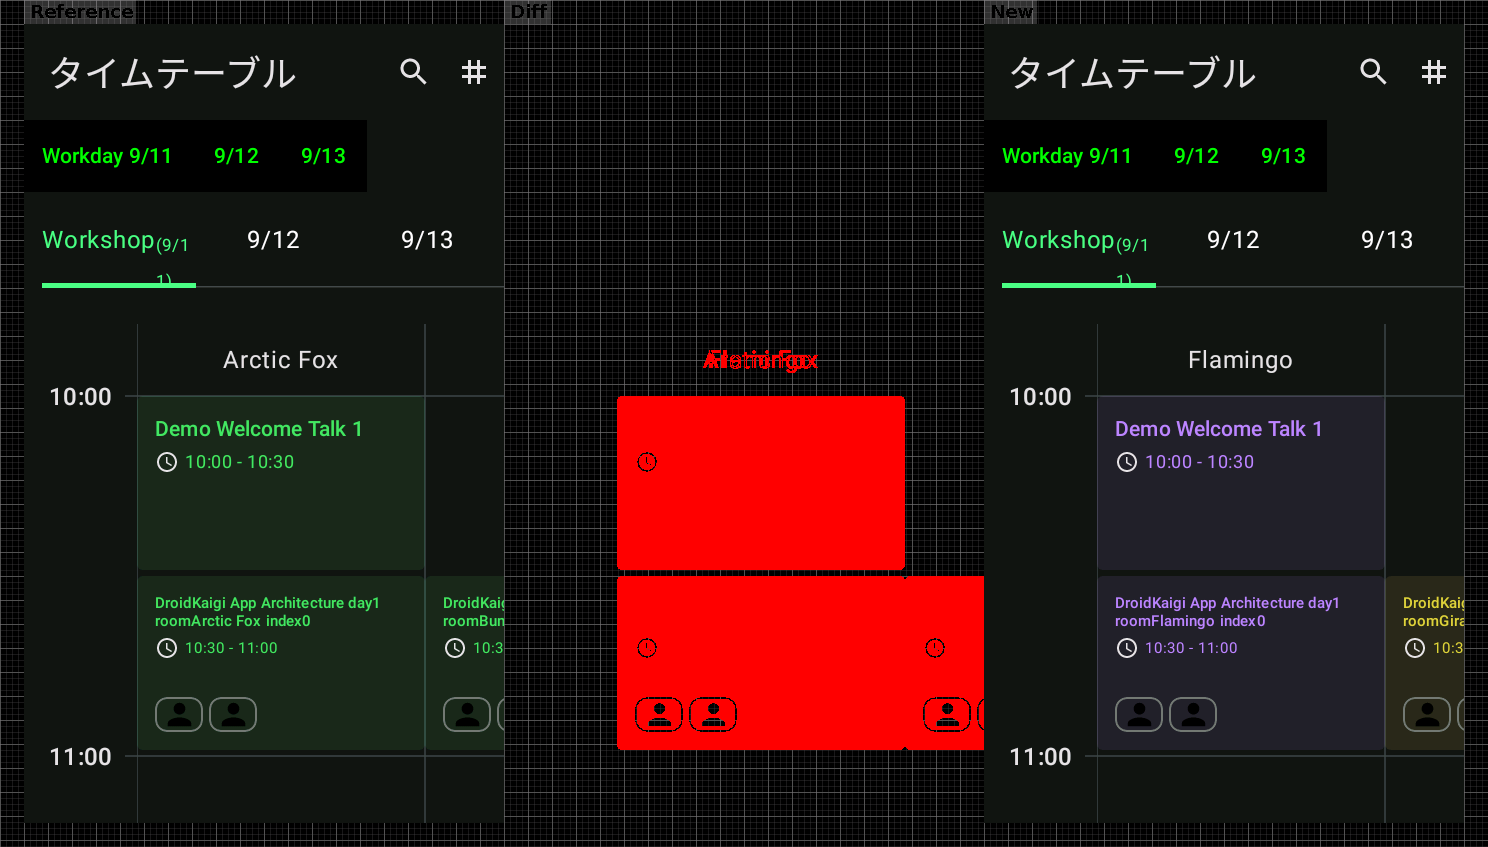 Reference
Diff
New
タイムテーブル
Workday 9/11 9/12 9/13
Workshop(9/1
1)
9/12 9/13
Arctic Fox
10:00
Demo Welcome Talk 1
10:00 - 10:30
DroidKaigi App Architecture day1
roomArctic Fox index0
10:30 - 11:00
DroidKaig
roomBun
10:3
11:00
タイムテーブル
Workday 9/11 9/12 9/13
Workshop(9/1
1)
9/12 9/13
Flamingo
10:00
Demo Welcome Talk 1
10:00 - 10:30
DroidKaigi App Architecture day1
roomFlamingo index0
10:30 - 11:00
DroidKaig
roomGira
10:3
11:00